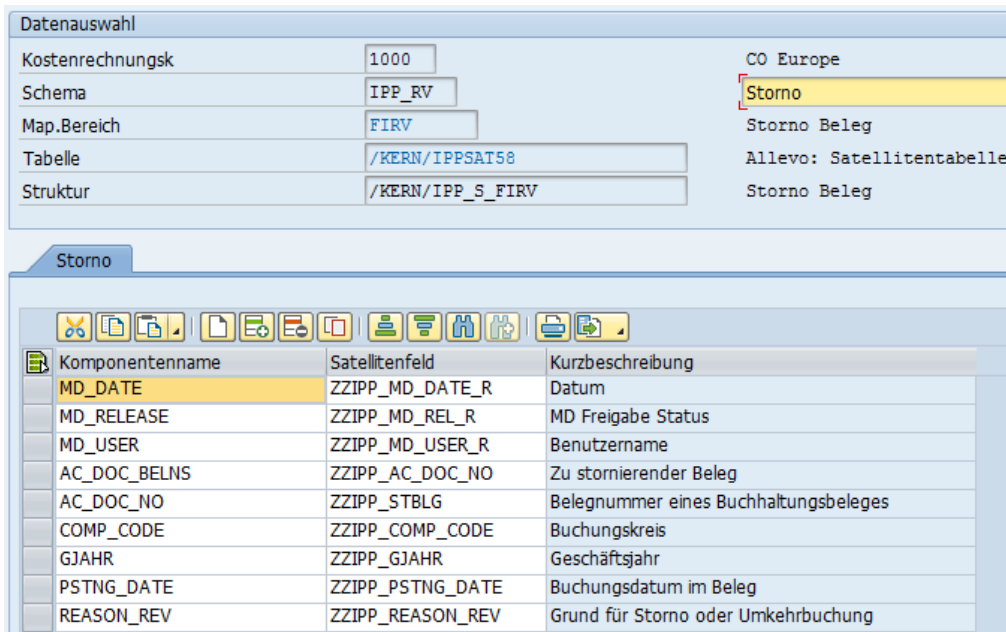 Datenauswahl
Kostenrechnungsk 1000 CO Europe
Schema IPP_RV Storno
Map.Bereich FIRV Storno Beleg
Tabelle /KERN/IPPSAT58 Allevo: Satellitentabelle
Struktur /KERN/IPP_S_FIRV Storno Beleg
Storno
Komponentenname Satellitenfeld Kurzbeschreibung
MD_DATE ZZIPP_MD_DATE_R Datum
MD_RELEASE ZZIPP_MD_REL_R MD Freigabe Status
MD_USER ZZIPP_MD_USER_R Benutzername
AC_DOC_BELNS ZZIPP_AC_DOC_NO Zu stornierender Beleg
AC_DOC_NO ZZIPP_STBLG Belegnummer eines Buchhaltungsbeleges
COMP_CODE ZZIPP_COMP_CODE Buchungskreis
GJAHR ZZIPP_GJAHR Geschäftsjahr
PSTNG_DATE ZZIPP_PSTNG_DATE Buchungsdatum im Beleg
REASON_REV ZZIPP_REASON_REV Grund für Storno oder Umkehrbuchung